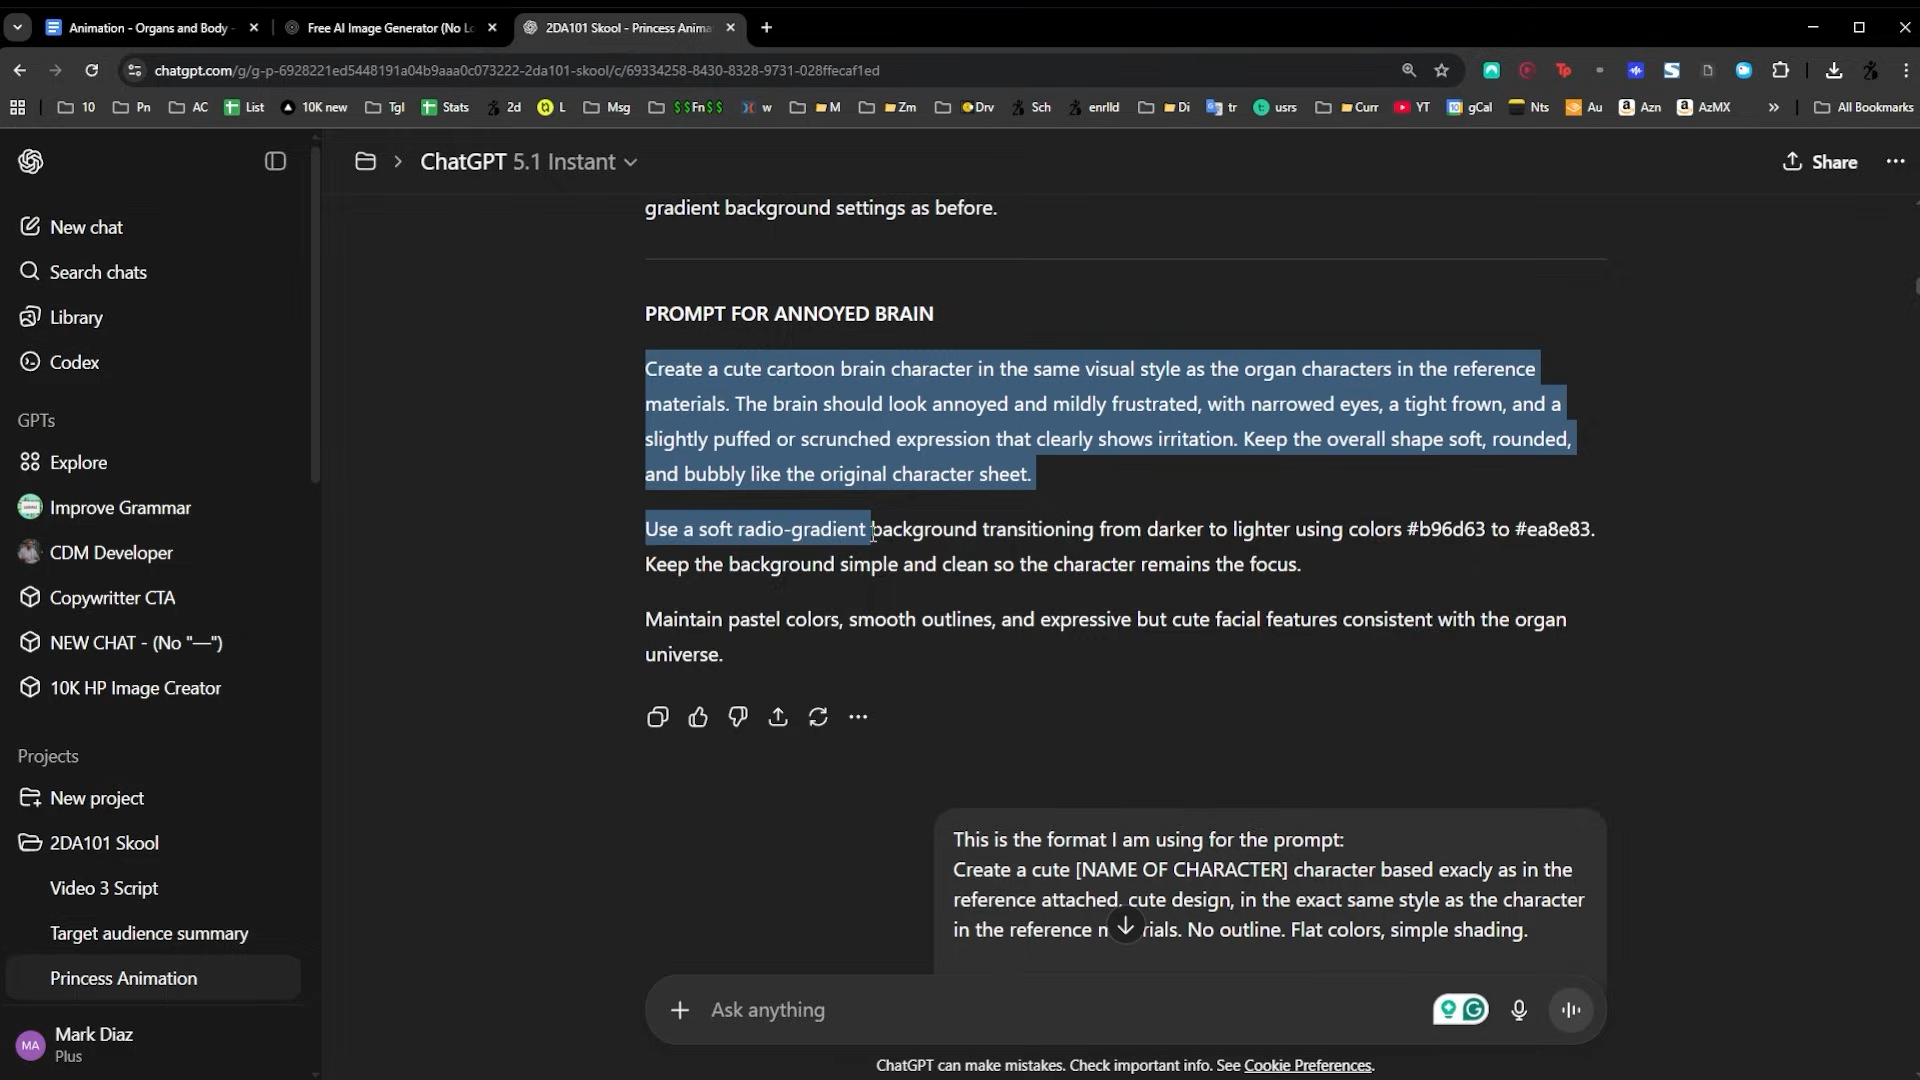 Animation - Organs and Body -
Free AI Image Generator (No Lo
2DA101 Skool - Princess Anima
chatgpt.com/g/g-p-6928221ed5448191a04b9aaa0c073222-2da101-skool/c/69334258-8430-8328-9731-028ffecaf1ed
10
Pn
AC
List
10K new
Tgl
Stats
2d
L
Msg
$$Fn$$
w
M
Zm
Drv
Sch
enrlld
Di
tr
usrs
Curr
YT
gCal
Nts
Au
Azn
AzMX
All Bookmarks
ChatGPT 5.1 Instant
Share
New chat
Search chats
Library
Codex
GPTs
Explore
Improve Grammar
CDM Developer
Copywritter CTA
NEW CHAT - (No "—")
10K HP Image Creator
Projects
New project
2DA101 Skool
Video 3 Script
Target audience summary
Princess Animation
MA
Mark Diaz
Plus
gradient background settings as before.
PROMPT FOR ANNOYED BRAIN
Create a cute cartoon brain character in the same visual style as the organ characters in the reference
materials. The brain should look annoyed and mildly frustrated, with narrowed eyes, a tight frown, and a
slightly puffed or scrunched expression that clearly shows irritation. Keep the overall shape soft, rounded,
and bubbly like the original character sheet.
Use a soft radio-gradient background transitioning from darker to lighter using colors #b96d63 to #ea8e83.
Keep the background simple and clean so the character remains the focus.
Maintain pastel colors, smooth outlines, and expressive but cute facial features consistent with the organ
universe.
This is the format I am using for the prompt:
Create a cute [NAME OF CHARACTER] character based exacly as in the
reference attached, cute design, in the exact same style as the character
in the reference rials. No outline. Flat colors, simple shading.
Ask anything
ChatGPT can make mistakes. Check important info. See Cookie Preferences.